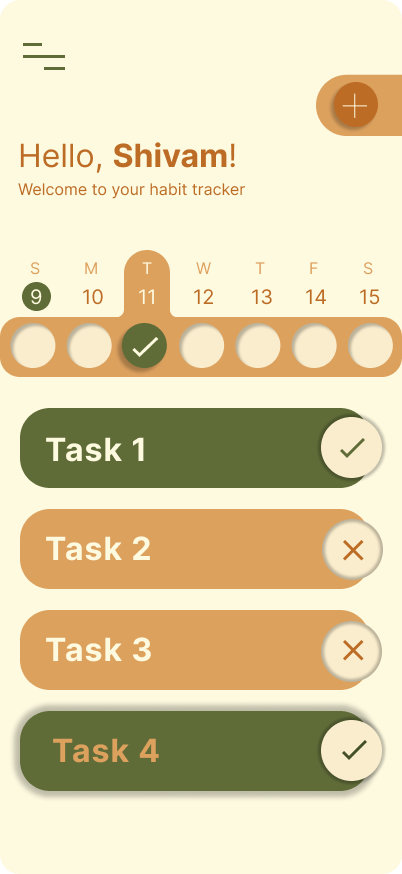 Hello, Shivam!
Welcome to your habit tracker
S M T W T F S
9 10 11 12 13 14 15
Task 1
Task 2
Task 3
Task 4